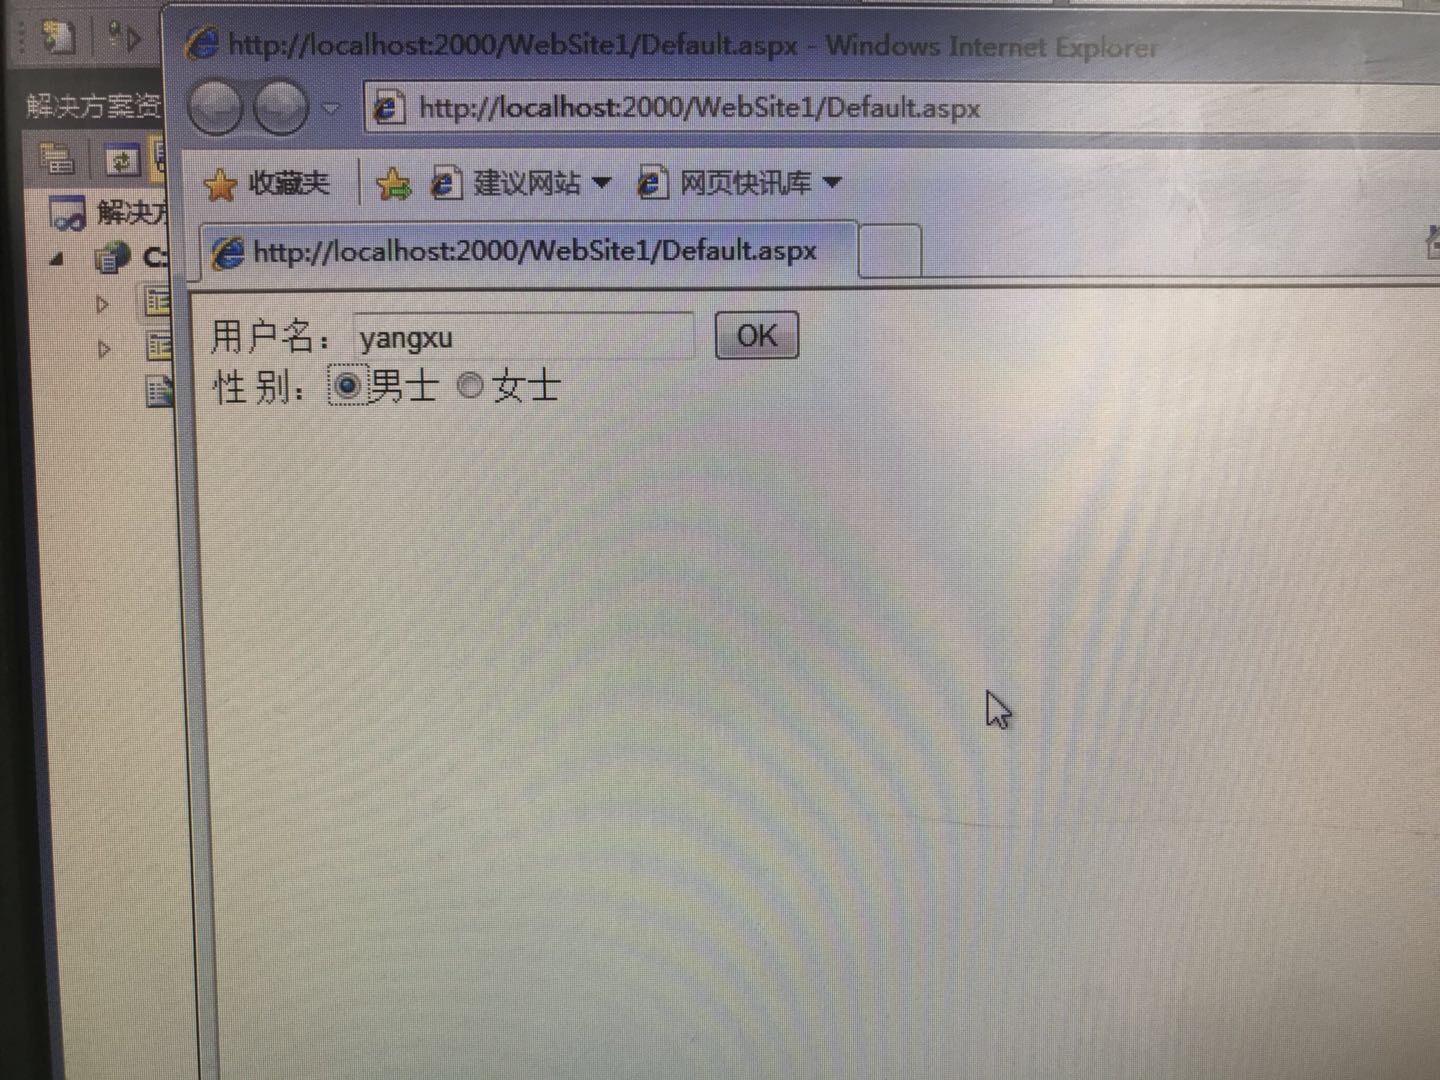 http://localhost:2000/WebSite1/Default.aspx - Windows Internet Explorer
http://localhost:2000/WebSite1/Default.aspx
解决方案资
收藏夹 建议网站 网页快讯库
解决方
http://localhost:2000/WebSite1/Default.aspx
C:
用户名：yangxu OK
性别：男士 女士